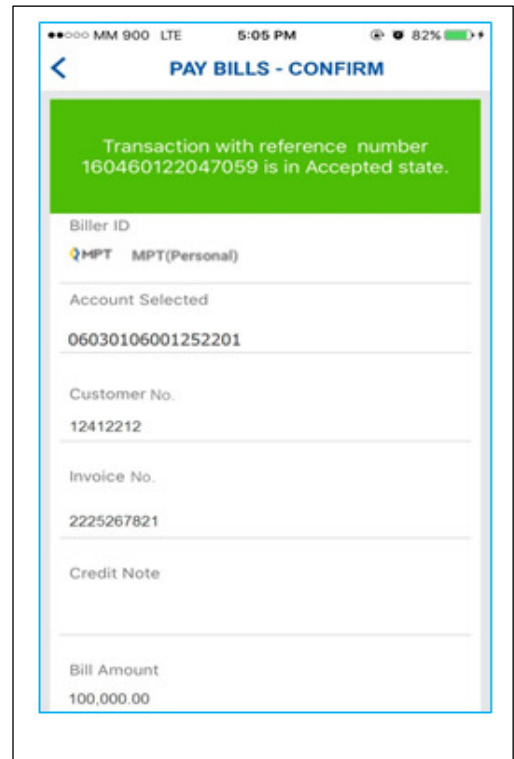 MM 900 LTE 5:05 PM 82%
PAY BILLS - CONFIRM
Transaction with reference number
160460122047059 is in Accepted state.
Biller ID
MPT MPT(Personal)
Account Selected
06030106001252201
Customer No.
12412212
Invoice No.
2225267821
Credit Note
Bill Amount
100,000.00